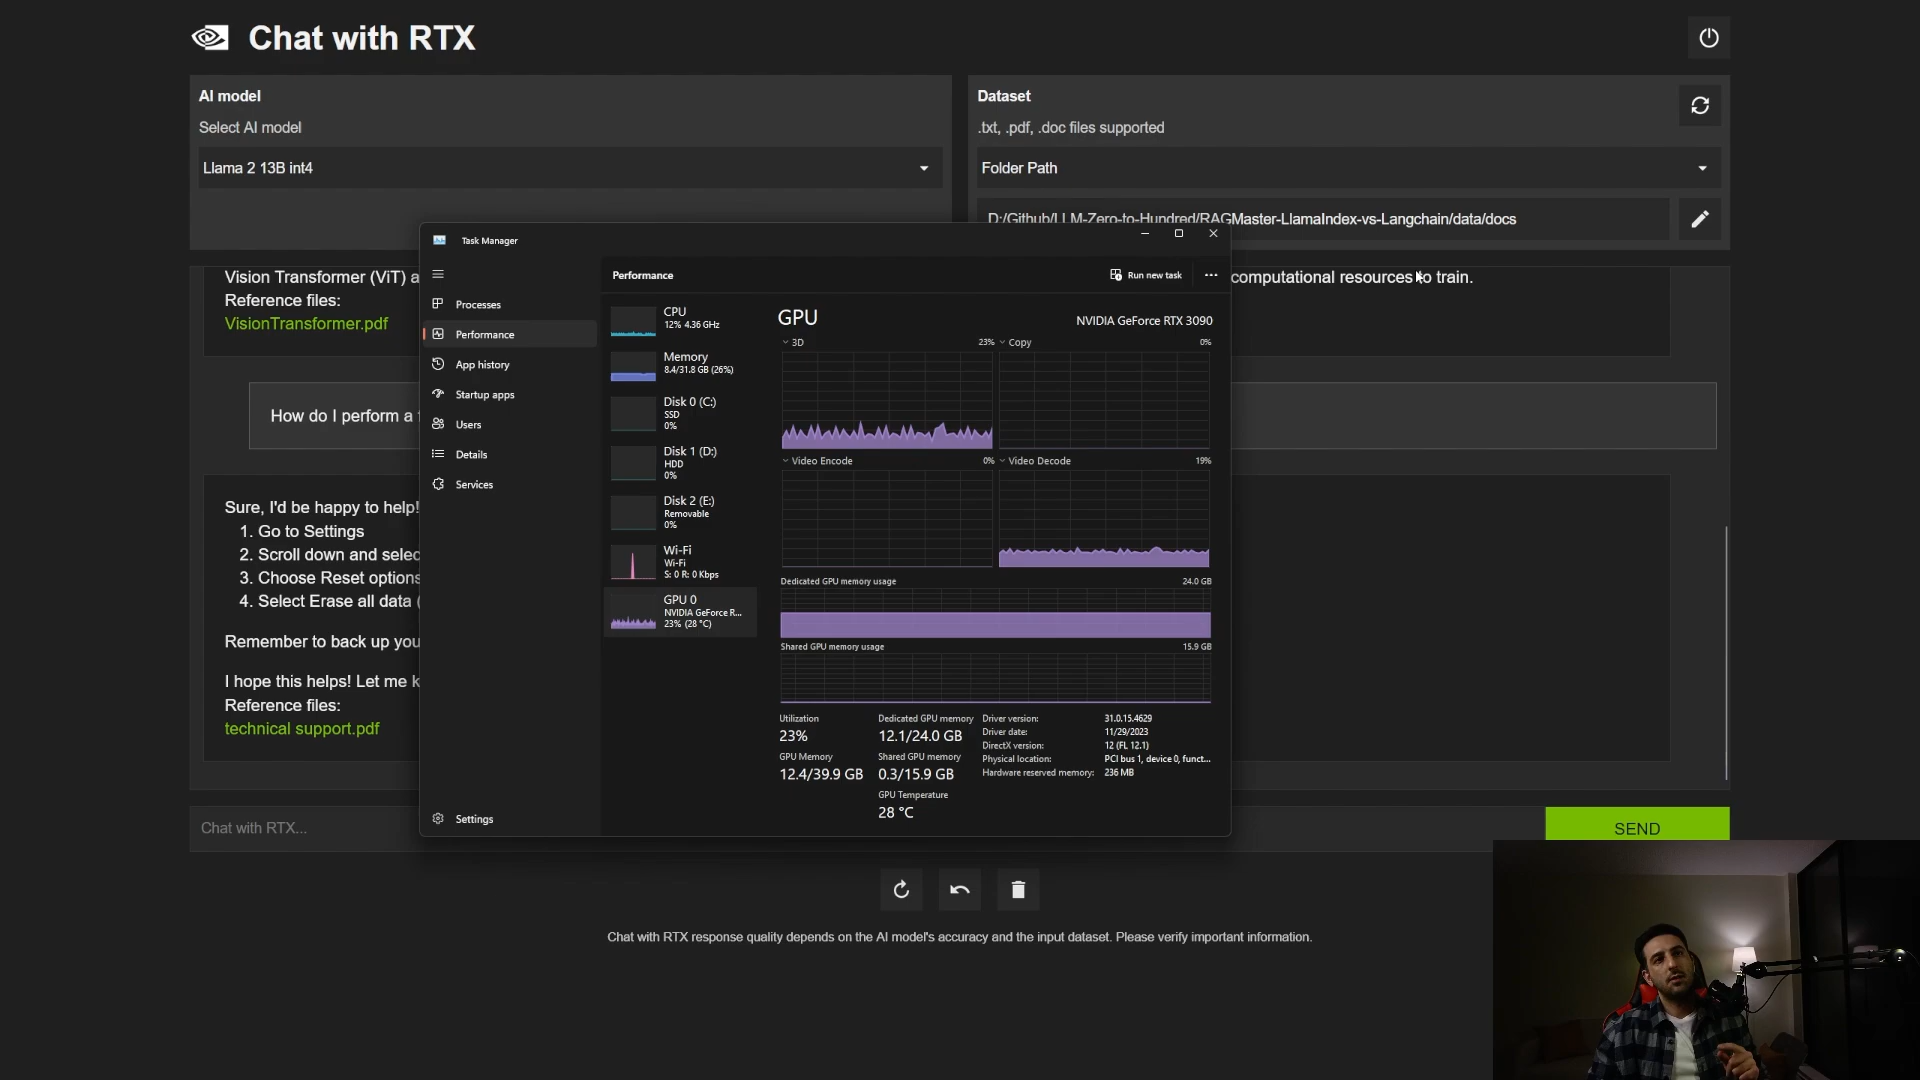 Chat with RTX
AI model
Select AI model
Llama 2 13B int4
Dataset
.txt, .pdf, .doc files supported
Folder Path
D:/Github/LLM-Zero-to-Hundred/RAGMaster-LlamaIndex-vs-Langchain/data/docs
Vision Transformer (ViT) a
computational resources to train.
Reference files:
VisionTransformer.pdf
How do I perform a
Sure, I'd be happy to help!
1. Go to Settings
2. Scroll down and selec
3. Choose Reset options
4. Select Erase all data (
Remember to back up you
I hope this helps! Let me k
Reference files:
technical support.pdf
Task Manager
Processes
Performance
App history
Startup apps
Users
Details
Services
Settings
Performance
Run new task
CPU
12% 4.36 GHz
Memory
8.4/31.8 GB (26%)
Disk 0 (C:)
SSD
0%
Disk 1 (D:)
HDD
0%
Disk 2 (E:)
Removable
0%
Wi-Fi
Wi-Fi
S: 0 R: 0 Kbps
GPU 0
NVIDIA GeForce R...
23% (28 °C)
GPU
NVIDIA GeForce RTX 3090
3D 23%
Copy 0%
Video Encode 0%
Video Decode 19%
Dedicated GPU memory usage 24.0 GB
Shared GPU memory usage 15.9 GB
Utilization
23%
Dedicated GPU memory
12.1/24.0 GB
GPU Memory
12.4/39.9 GB
Shared GPU memory
0.3/15.9 GB
GPU Temperature
28 °C
Driver version: 31.0.15.4629
Driver date: 11/29/2023
DirectX version: 12 (FL 12.1)
Physical location: PCI bus 1, device 0, funct...
Hardware reserved memory: 236 MB
Chat with RTX...
SEND
Chat with RTX response quality depends on the AI model's accuracy and the input dataset. Please verify important information.